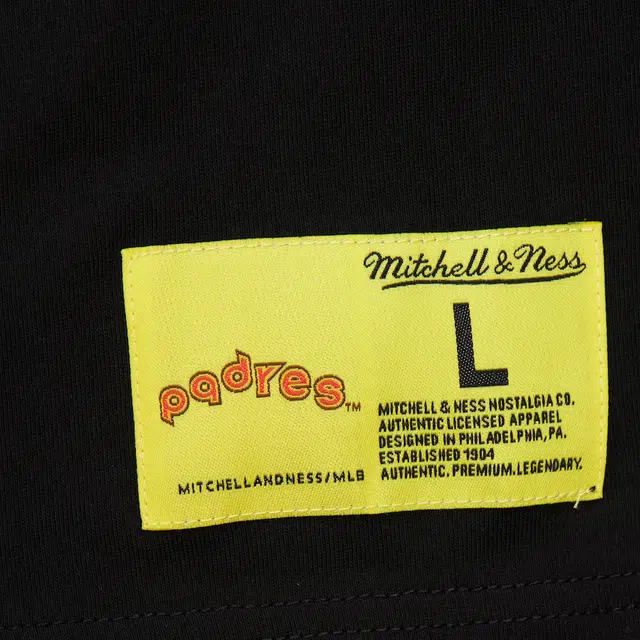 Mitchell & Ness
L
padres™
MITCHELL & NESS NOSTALGIA CO.
AUTHENTIC LICENSED APPAREL
DESIGNED IN PHILADELPHIA, PA.
ESTABLISHED 1904
AUTHENTIC. PREMIUM. LEGENDARY.
MITCHELLANDNESS/MLB